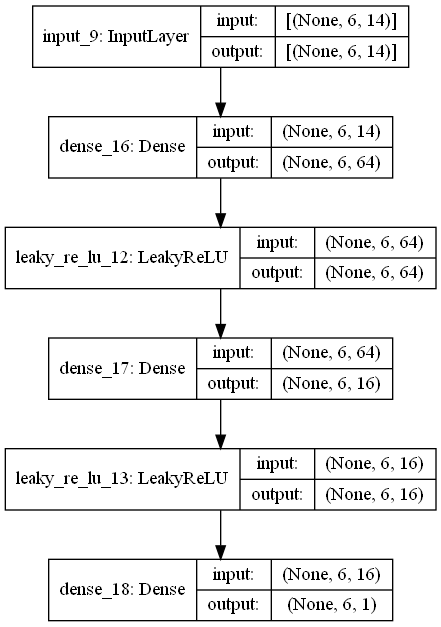 input_9: InputLayer
input: [(None, 6, 14)]
output: [(None, 6, 14)]
dense_16: Dense
input: (None, 6, 14)
output: (None, 6, 64)
leaky_re_lu_12: LeakyReLU
input: (None, 6, 64)
output: (None, 6, 64)
dense_17: Dense
input: (None, 6, 64)
output: (None, 6, 16)
leaky_re_lu_13: LeakyReLU
input: (None, 6, 16)
output: (None, 6, 16)
dense_18: Dense
input: (None, 6, 16)
output: (None, 6, 1)